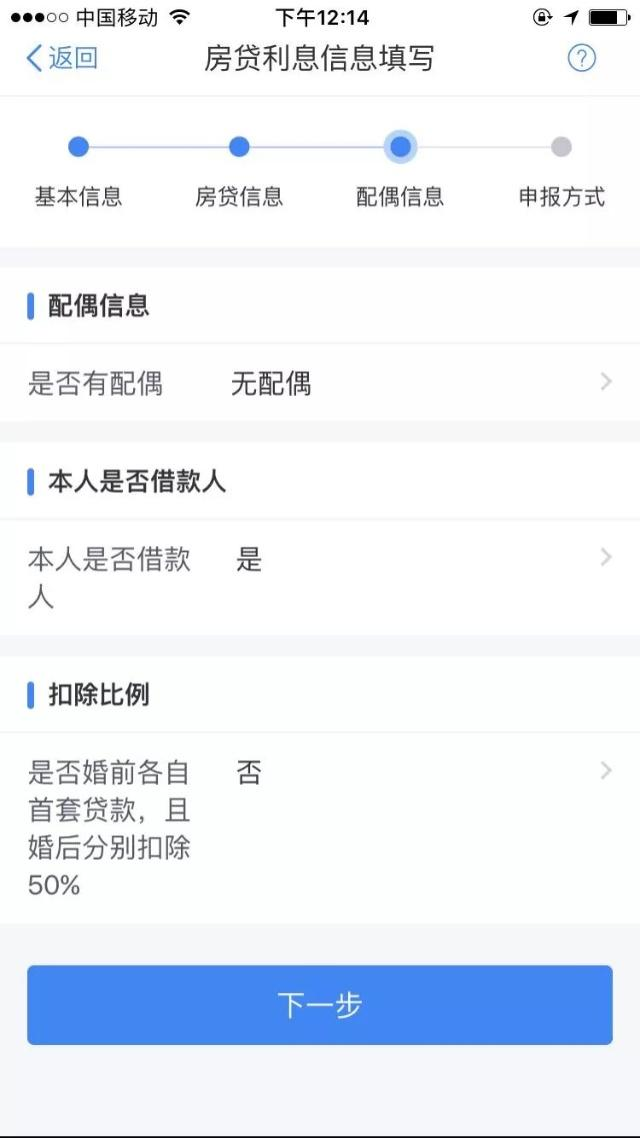 中国移动 下午12:14
返回 房贷利息信息填写 ?
基本信息 房贷信息 配偶信息 申报方式
配偶信息
是否有配偶 无配偶
本人是否借款人
本人是否借款 是
人
扣除比例
是否婚前各自 否
首套贷款，且
婚后分别扣除
50%
下一步